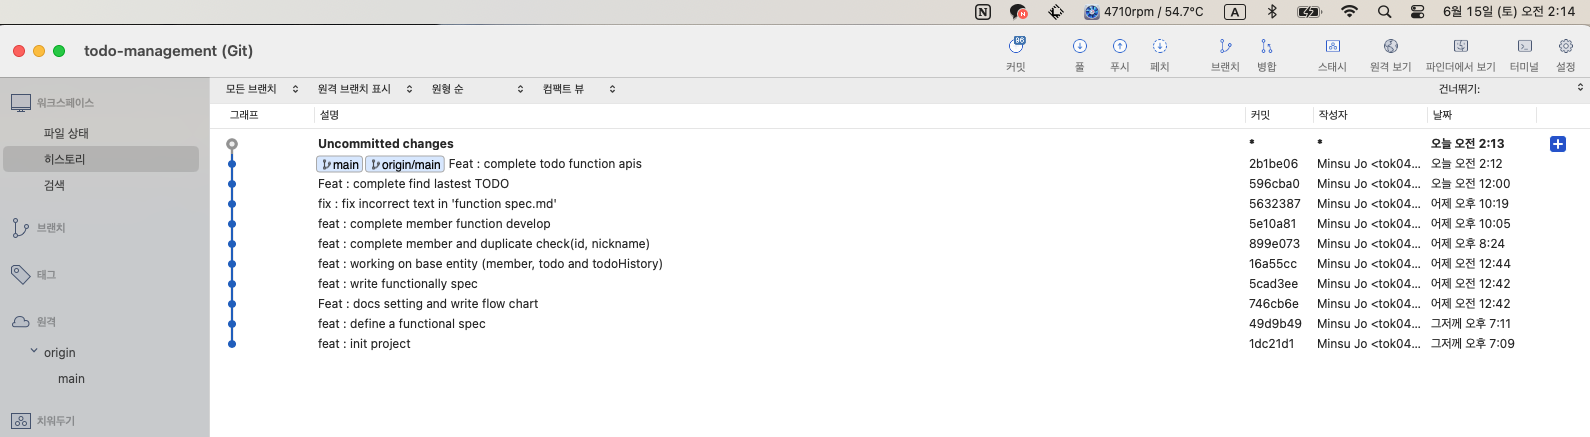 4710rpm / 54.7°C A 6월 15일 (토) 오전 2:14
todo-management (Git)
96
커밋 풀 푸시 페치 브랜치 병합 스태시 원격 보기 파인더에서 보기 터미널 설정
워크스페이스
파일 상태
히스토리
검색
브랜치
태그
원격
origin
main
치워두기
모든 브랜치 원격 브랜치 표시 원형 순 컴팩트 뷰 건너뛰기:
그래프 설명 커밋 작성자 날짜
Uncommitted changes * * 오늘 오전 2:13
main origin/main Feat : complete todo function apis 2b1be06 Minsu Jo <tok04... 오늘 오전 2:12
Feat : complete find lastest TODO 596cba0 Minsu Jo <tok04... 오늘 오전 12:00
fix : fix incorrect text in 'function spec.md' 5632387 Minsu Jo <tok04... 어제 오후 10:19
feat : complete member function develop 5e10a81 Minsu Jo <tok04... 어제 오후 10:05
feat : complete member and duplicate check(id, nickname) 899e073 Minsu Jo <tok04... 어제 오후 8:24
feat : working on base entity (member, todo and todoHistory) 16a55cc Minsu Jo <tok04... 어제 오전 12:44
feat : write functionally spec 5cad3ee Minsu Jo <tok04... 어제 오전 12:42
Feat : docs setting and write flow chart 746cb6e Minsu Jo <tok04... 어제 오전 12:42
feat : define a functional spec 49d9b49 Minsu Jo <tok04... 그저께 오후 7:11
feat : init project 1dc21d1 Minsu Jo <tok04... 그저께 오후 7:09